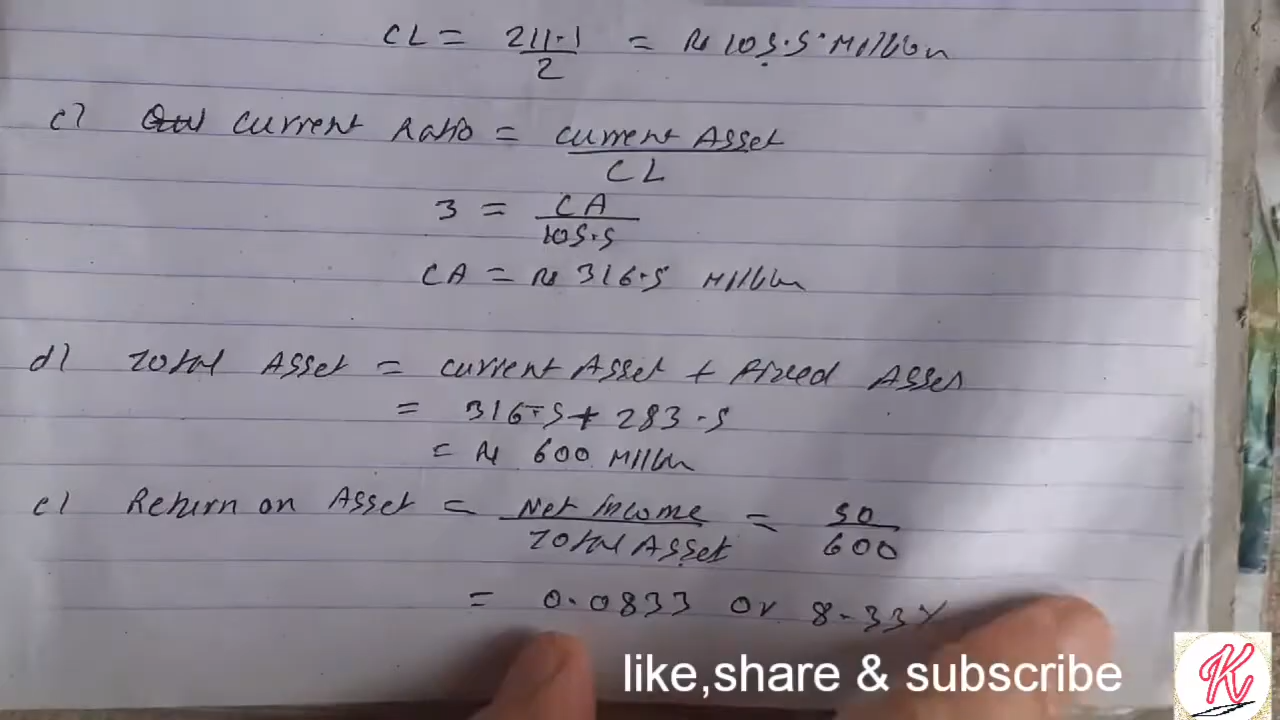 CL = 211.1 / 2 = Rs 105.5 Million
c) Current Ratio = Current Asset / CL
3 = CA / 105.5
CA = Rs 316.5 Million
d) Total Asset = Current Asset + Fixed Asset
= 316.5 + 283.5
= Rs 600 Million
e) Return on Asset = Net Income / Total Asset = 50 / 600
= 0.0833 or 8.33%
like,share & subscribe
K